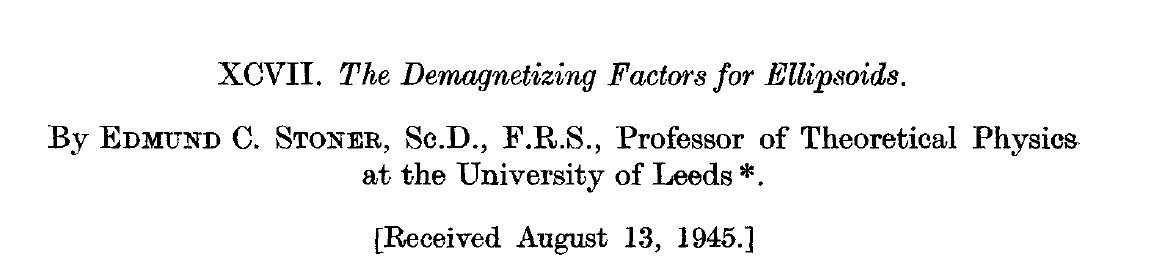 XCVII. The Demagnetizing Factors for Ellipsoids.
By EDMUND C. STONER, Sc.D., F.R.S., Professor of Theoretical Physics
at the University of Leeds *.
[Received August 13, 1945.]